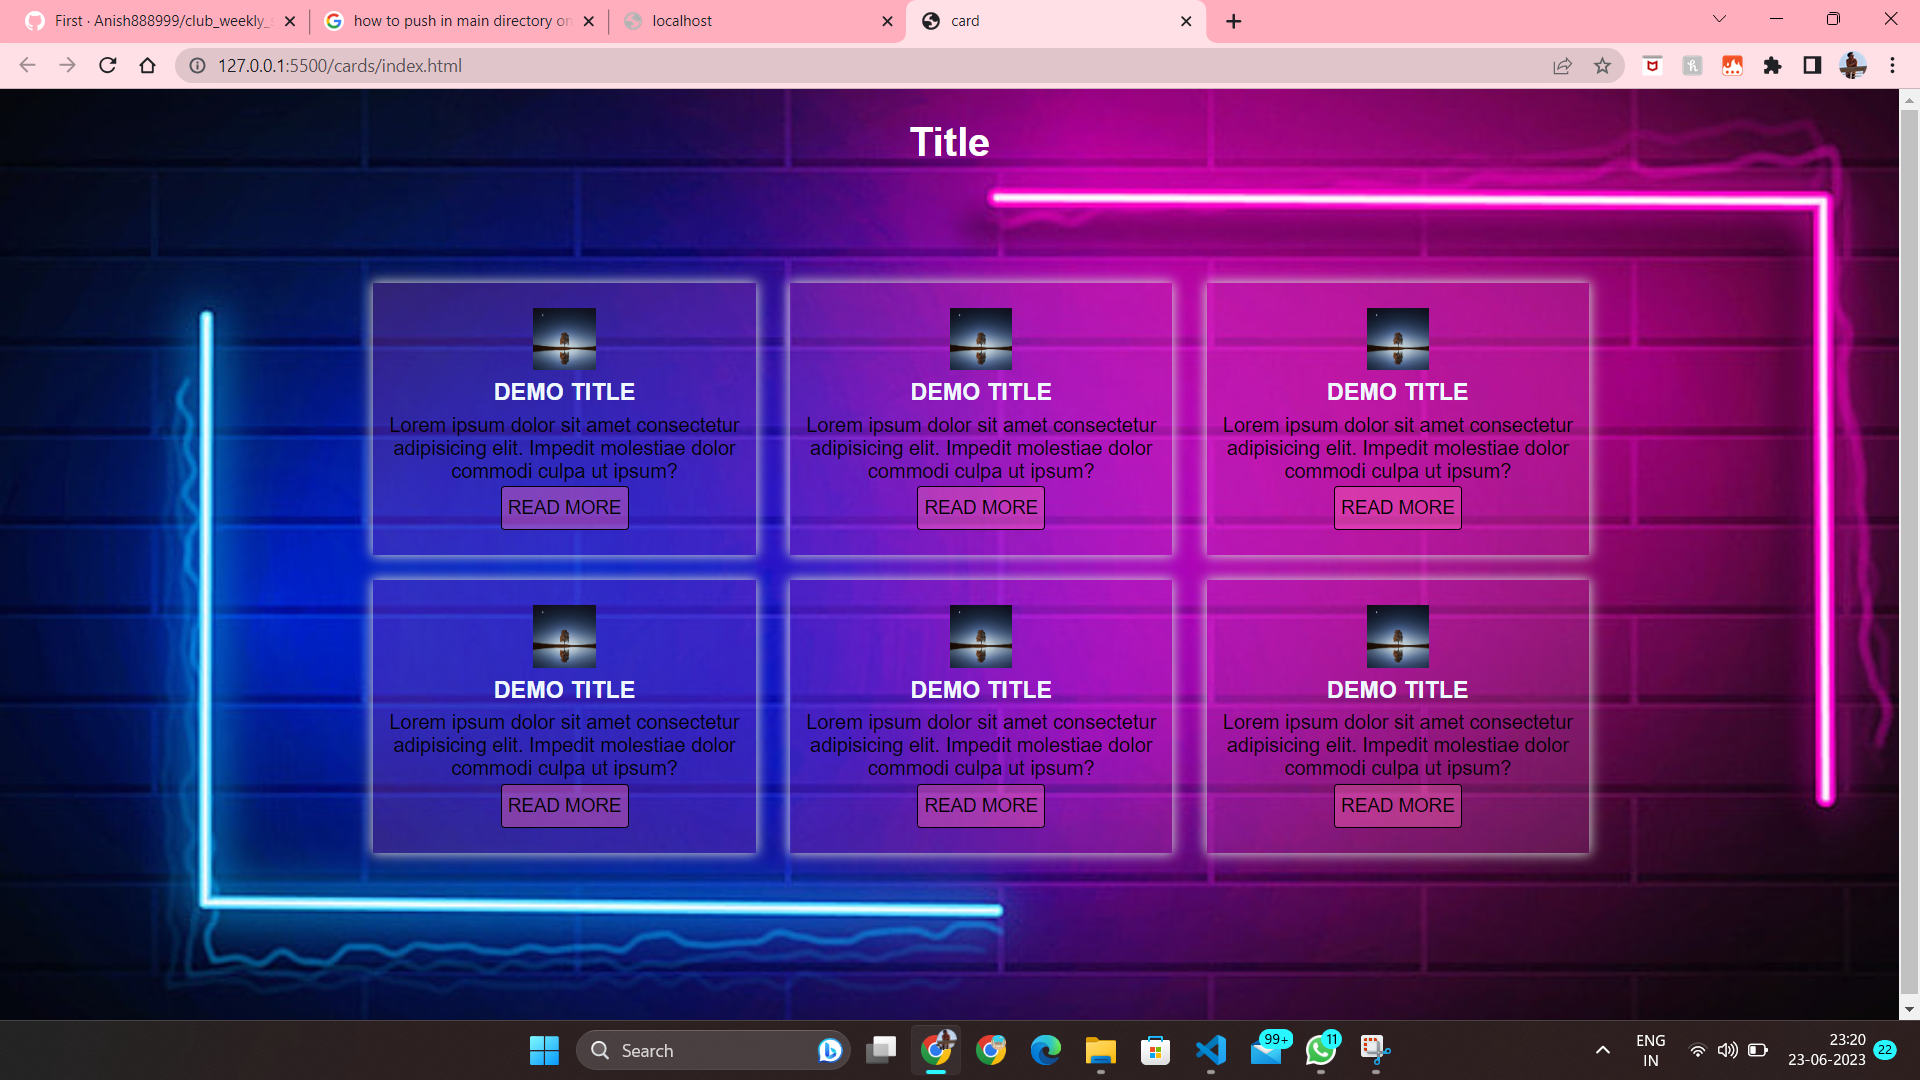 First · Anish888999/club_weekly_s
how to push in main directory on
localhost
card
127.0.0.1:5500/cards/index.html
Title
DEMO TITLE
Lorem ipsum dolor sit amet consectetur
adipisicing elit. Impedit molestiae dolor
commodi culpa ut ipsum?
READ MORE
DEMO TITLE
Lorem ipsum dolor sit amet consectetur
adipisicing elit. Impedit molestiae dolor
commodi culpa ut ipsum?
READ MORE
DEMO TITLE
Lorem ipsum dolor sit amet consectetur
adipisicing elit. Impedit molestiae dolor
commodi culpa ut ipsum?
READ MORE
DEMO TITLE
Lorem ipsum dolor sit amet consectetur
adipisicing elit. Impedit molestiae dolor
commodi culpa ut ipsum?
READ MORE
DEMO TITLE
Lorem ipsum dolor sit amet consectetur
adipisicing elit. Impedit molestiae dolor
commodi culpa ut ipsum?
READ MORE
DEMO TITLE
Lorem ipsum dolor sit amet consectetur
adipisicing elit. Impedit molestiae dolor
commodi culpa ut ipsum?
READ MORE
Search
99+
11
ENG
IN
23:20
23-06-2023
22